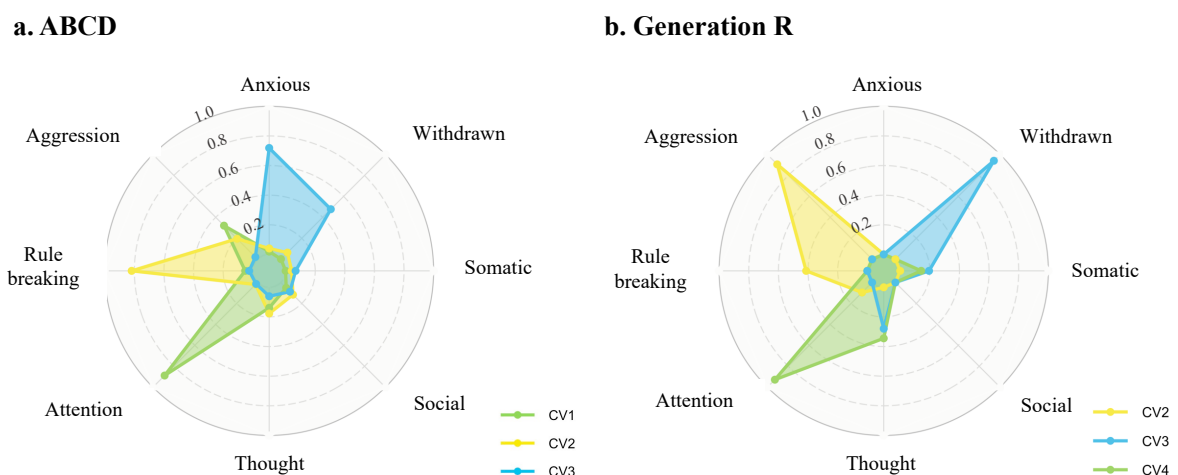 a. ABCD
Anxious
1.0
0.8
0.6
0.4
0.2
Withdrawn
Aggression
Rule
breaking
Somatic
Attention
Social
Thought
CV1
CV2
CV3
b. Generation R
Anxious
1.0
0.8
0.6
0.4
0.2
Withdrawn
Aggression
Rule
breaking
Somatic
Attention
Social
Thought
CV2
CV3
CV4